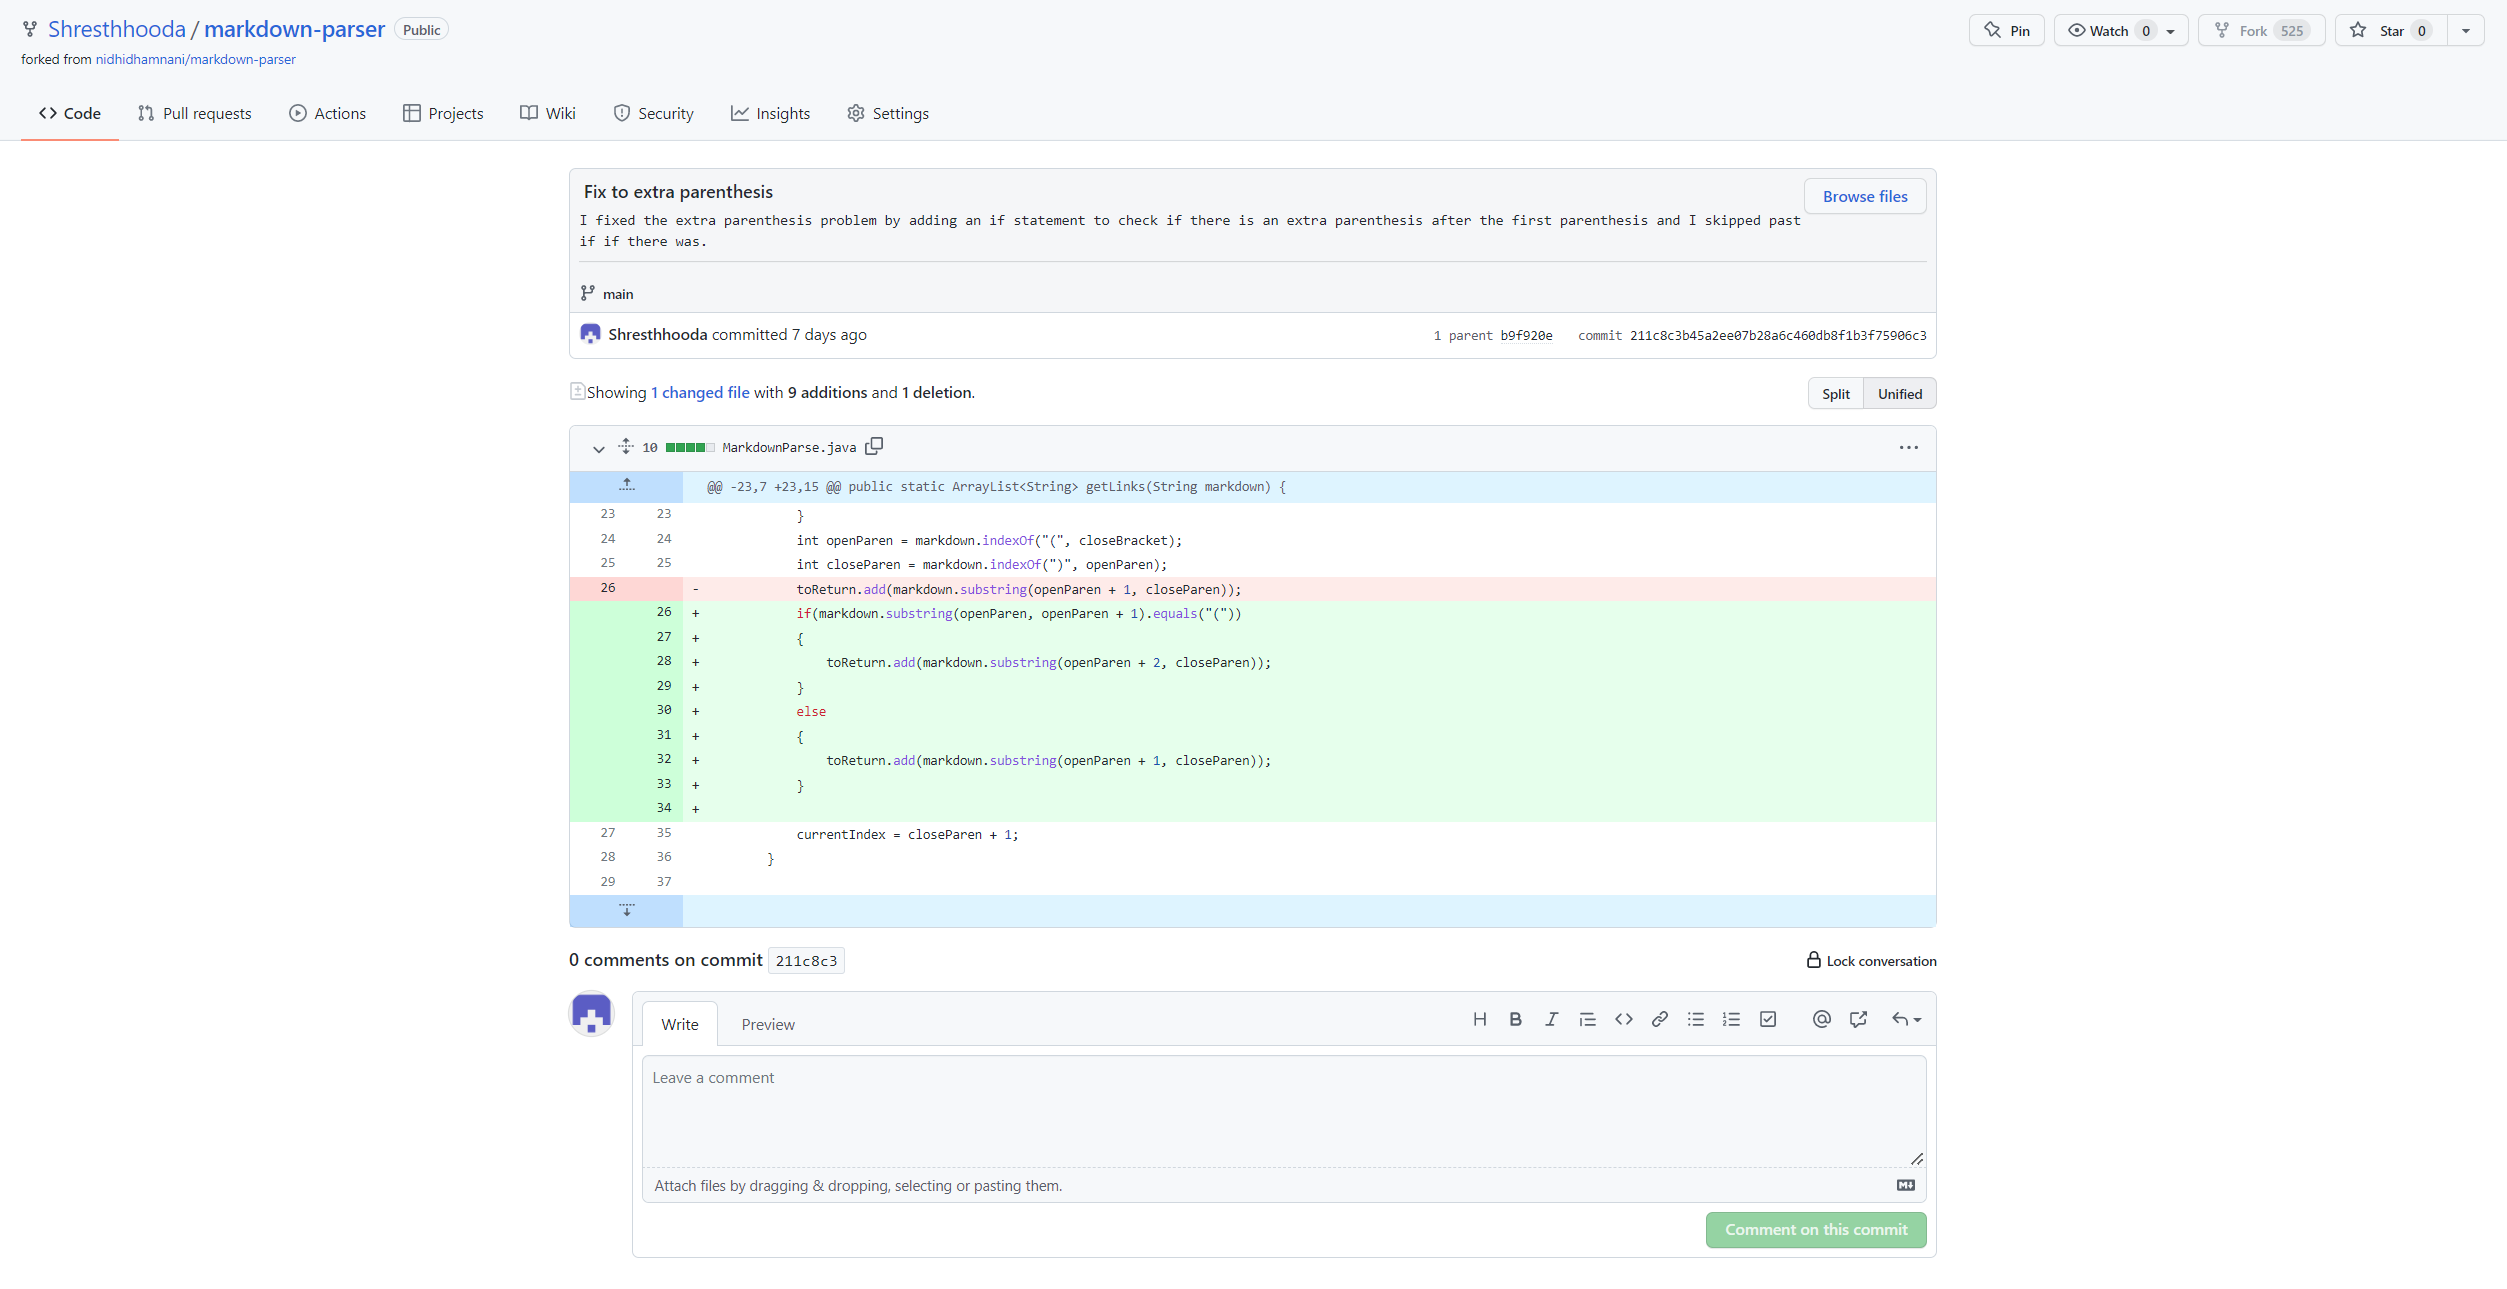 Shresthhooda / markdown-parser Public
Pin Watch 0 Fork 525 Star 0
forked from nidhidhamnani/markdown-parser
Code Pull requests Actions Projects Wiki Security Insights Settings
Fix to extra parenthesis
Browse files
I fixed the extra parenthesis problem by adding an if statement to check if there is an extra parenthesis after the first parenthesis and I skipped past
if if there was.
main
Shresthhooda committed 7 days ago 1 parent b9f920e commit 211c8c3b45a2ee07b28a6c460db8f1b3f75906c3
Showing 1 changed file with 9 additions and 1 deletion. Split Unified
10 MarkdownParse.java
@@ -23,7 +23,15 @@ public static ArrayList<String> getLinks(String markdown) {
23 23 }
24 24 int openParen = markdown.indexOf("(", closeBracket);
25 25 int closeParen = markdown.indexOf(")", openParen);
26 - toReturn.add(markdown.substring(openParen + 1, closeParen));
26 + if(markdown.substring(openParen, openParen + 1).equals("("))
27 + {
28 + toReturn.add(markdown.substring(openParen + 2, closeParen));
29 + }
30 + else
31 + {
32 + toReturn.add(markdown.substring(openParen + 1, closeParen));
33 + }
34 +
27 35 currentIndex = closeParen + 1;
28 36 }
29 37
0 comments on commit 211c8c3 Lock conversation
Write Preview
Leave a comment
Attach files by dragging & dropping, selecting or pasting them.
Comment on this commit